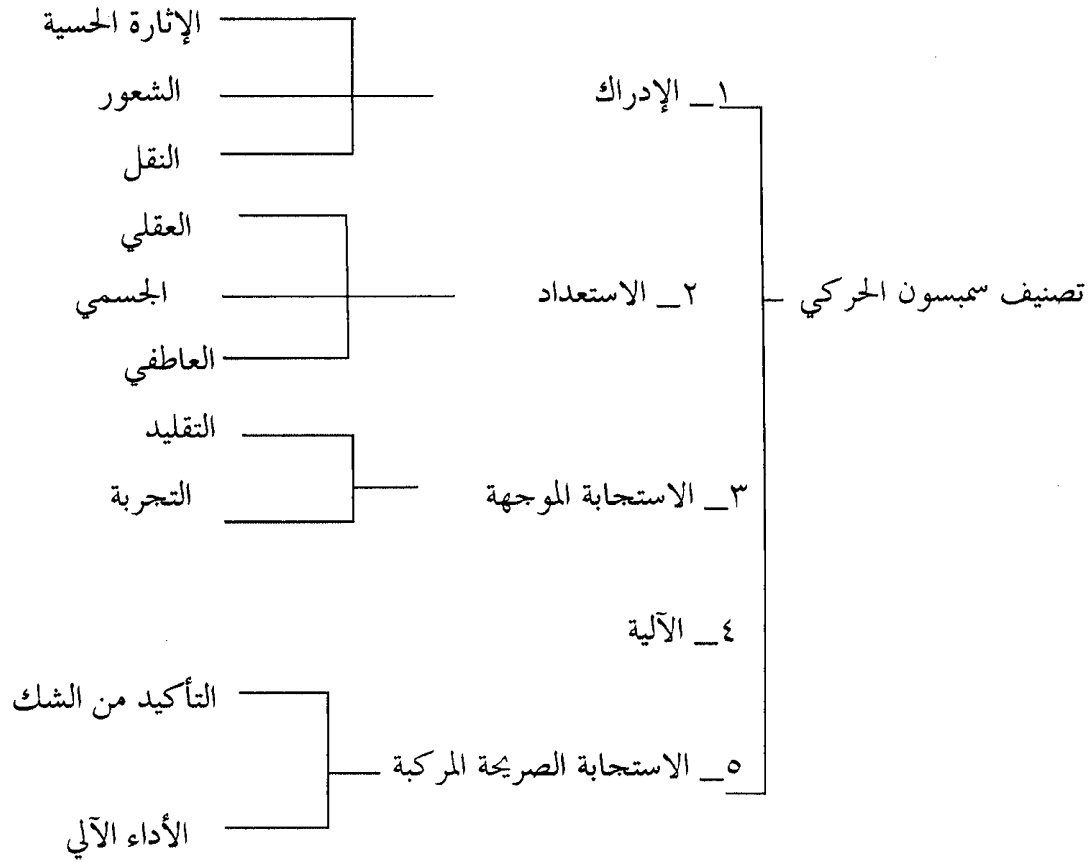 تصنيف سمبسون الحركي
١_ الإدراك
الإثارة الحسية
الشعور
النقل
٢_ الاستعداد
العقلي
الجسمي
العاطفي
٣_ الاستجابة الموجهة
التقليد
التجربة
٤_ الآلية
٥_ الاستجابة الصريحة المركبة
التأكيد من الشك
الأداء الآلي